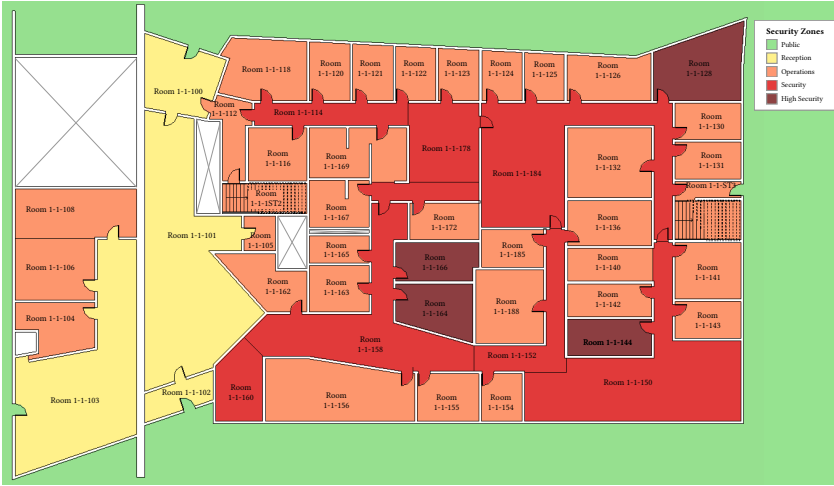 Security Zones
Public
Reception
Operations
Security
High Security
Room 1-1-118
Room
1-1-120
Room
1-1-121
Room
1-1-122
Room
1-1-123
Room
1-1-124
Room
1-1-125
Room
1-1-126
Room
1-1-128
Room 1-1-100
Room
1-1-112
Room 1-1-114
Room
1-1-130
Room
1-1-116
Room
1-1-169
Room
1-1-178
Room 1-1-184
Room
1-1-132
Room
1-1-131
Room 1-1-ST3
Room
1-1-1ST2
Room 1-1-108
Room
1-1-167
Room
1-1-172
Room
1-1-136
Room 1-1-101
Room
1-1-105
Room
1-1-165
Room
1-1-166
Room
1-1-185
Room
1-1-140
Room
1-1-141
Room 1-1-106
Room
1-1-162
Room
1-1-163
Room
1-1-164
Room
1-1-188
Room
1-1-142
Room 1-1-104
Room
1-1-143
Room
1-1-158
Room 1-1-144
Room 1-1-152
Room 1-1-150
Room 1-1-102
Room 1-1-103
Room
1-1-160
Room
1-1-156
Room
1-1-155
Room
1-1-154